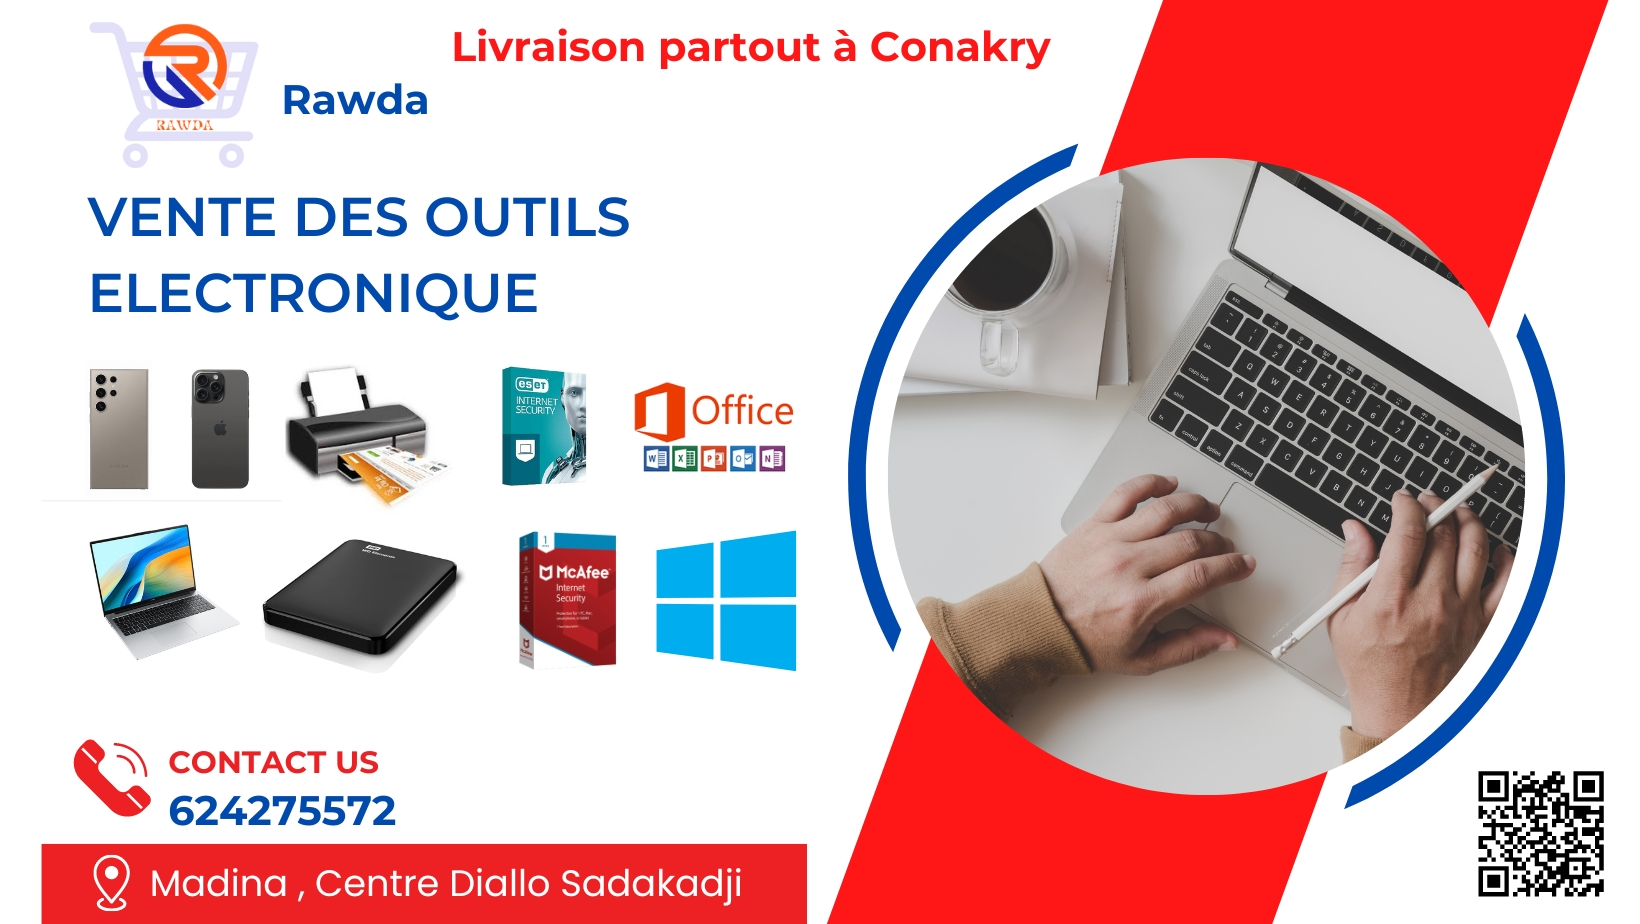 Livraison partout à Conakry
RAWDA
Rawda
VENTE DES OUTILS
ELECTRONIQUE
eset
INTERNET
SECURITY
Office
McAfee
Internet
Security
CONTACT US
624275572
Madina , Centre Diallo Sadakadji